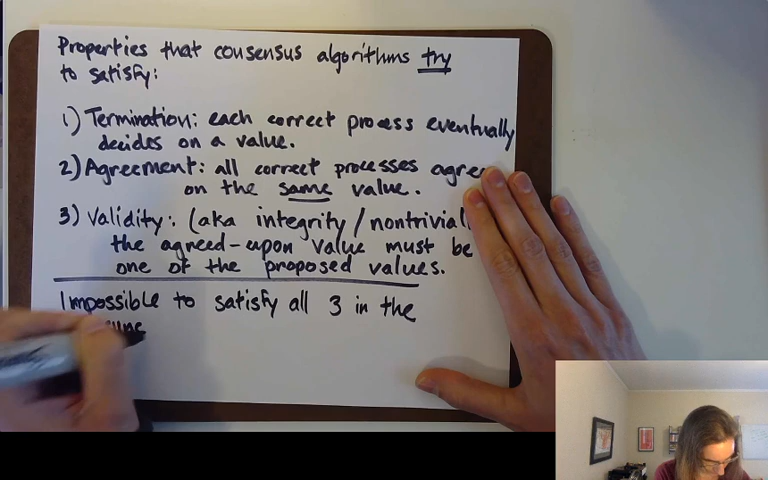 Properties that consensus algorithms try
to satisfy:
1) Termination: each correct process eventually
decides on a value.
2) Agreement: all correct processes agre
on the same value.
3) Validity: (aka integrity/nontrivial
the agreed-upon value must be
one of the proposed values.
Impossible to satisfy all 3 in the